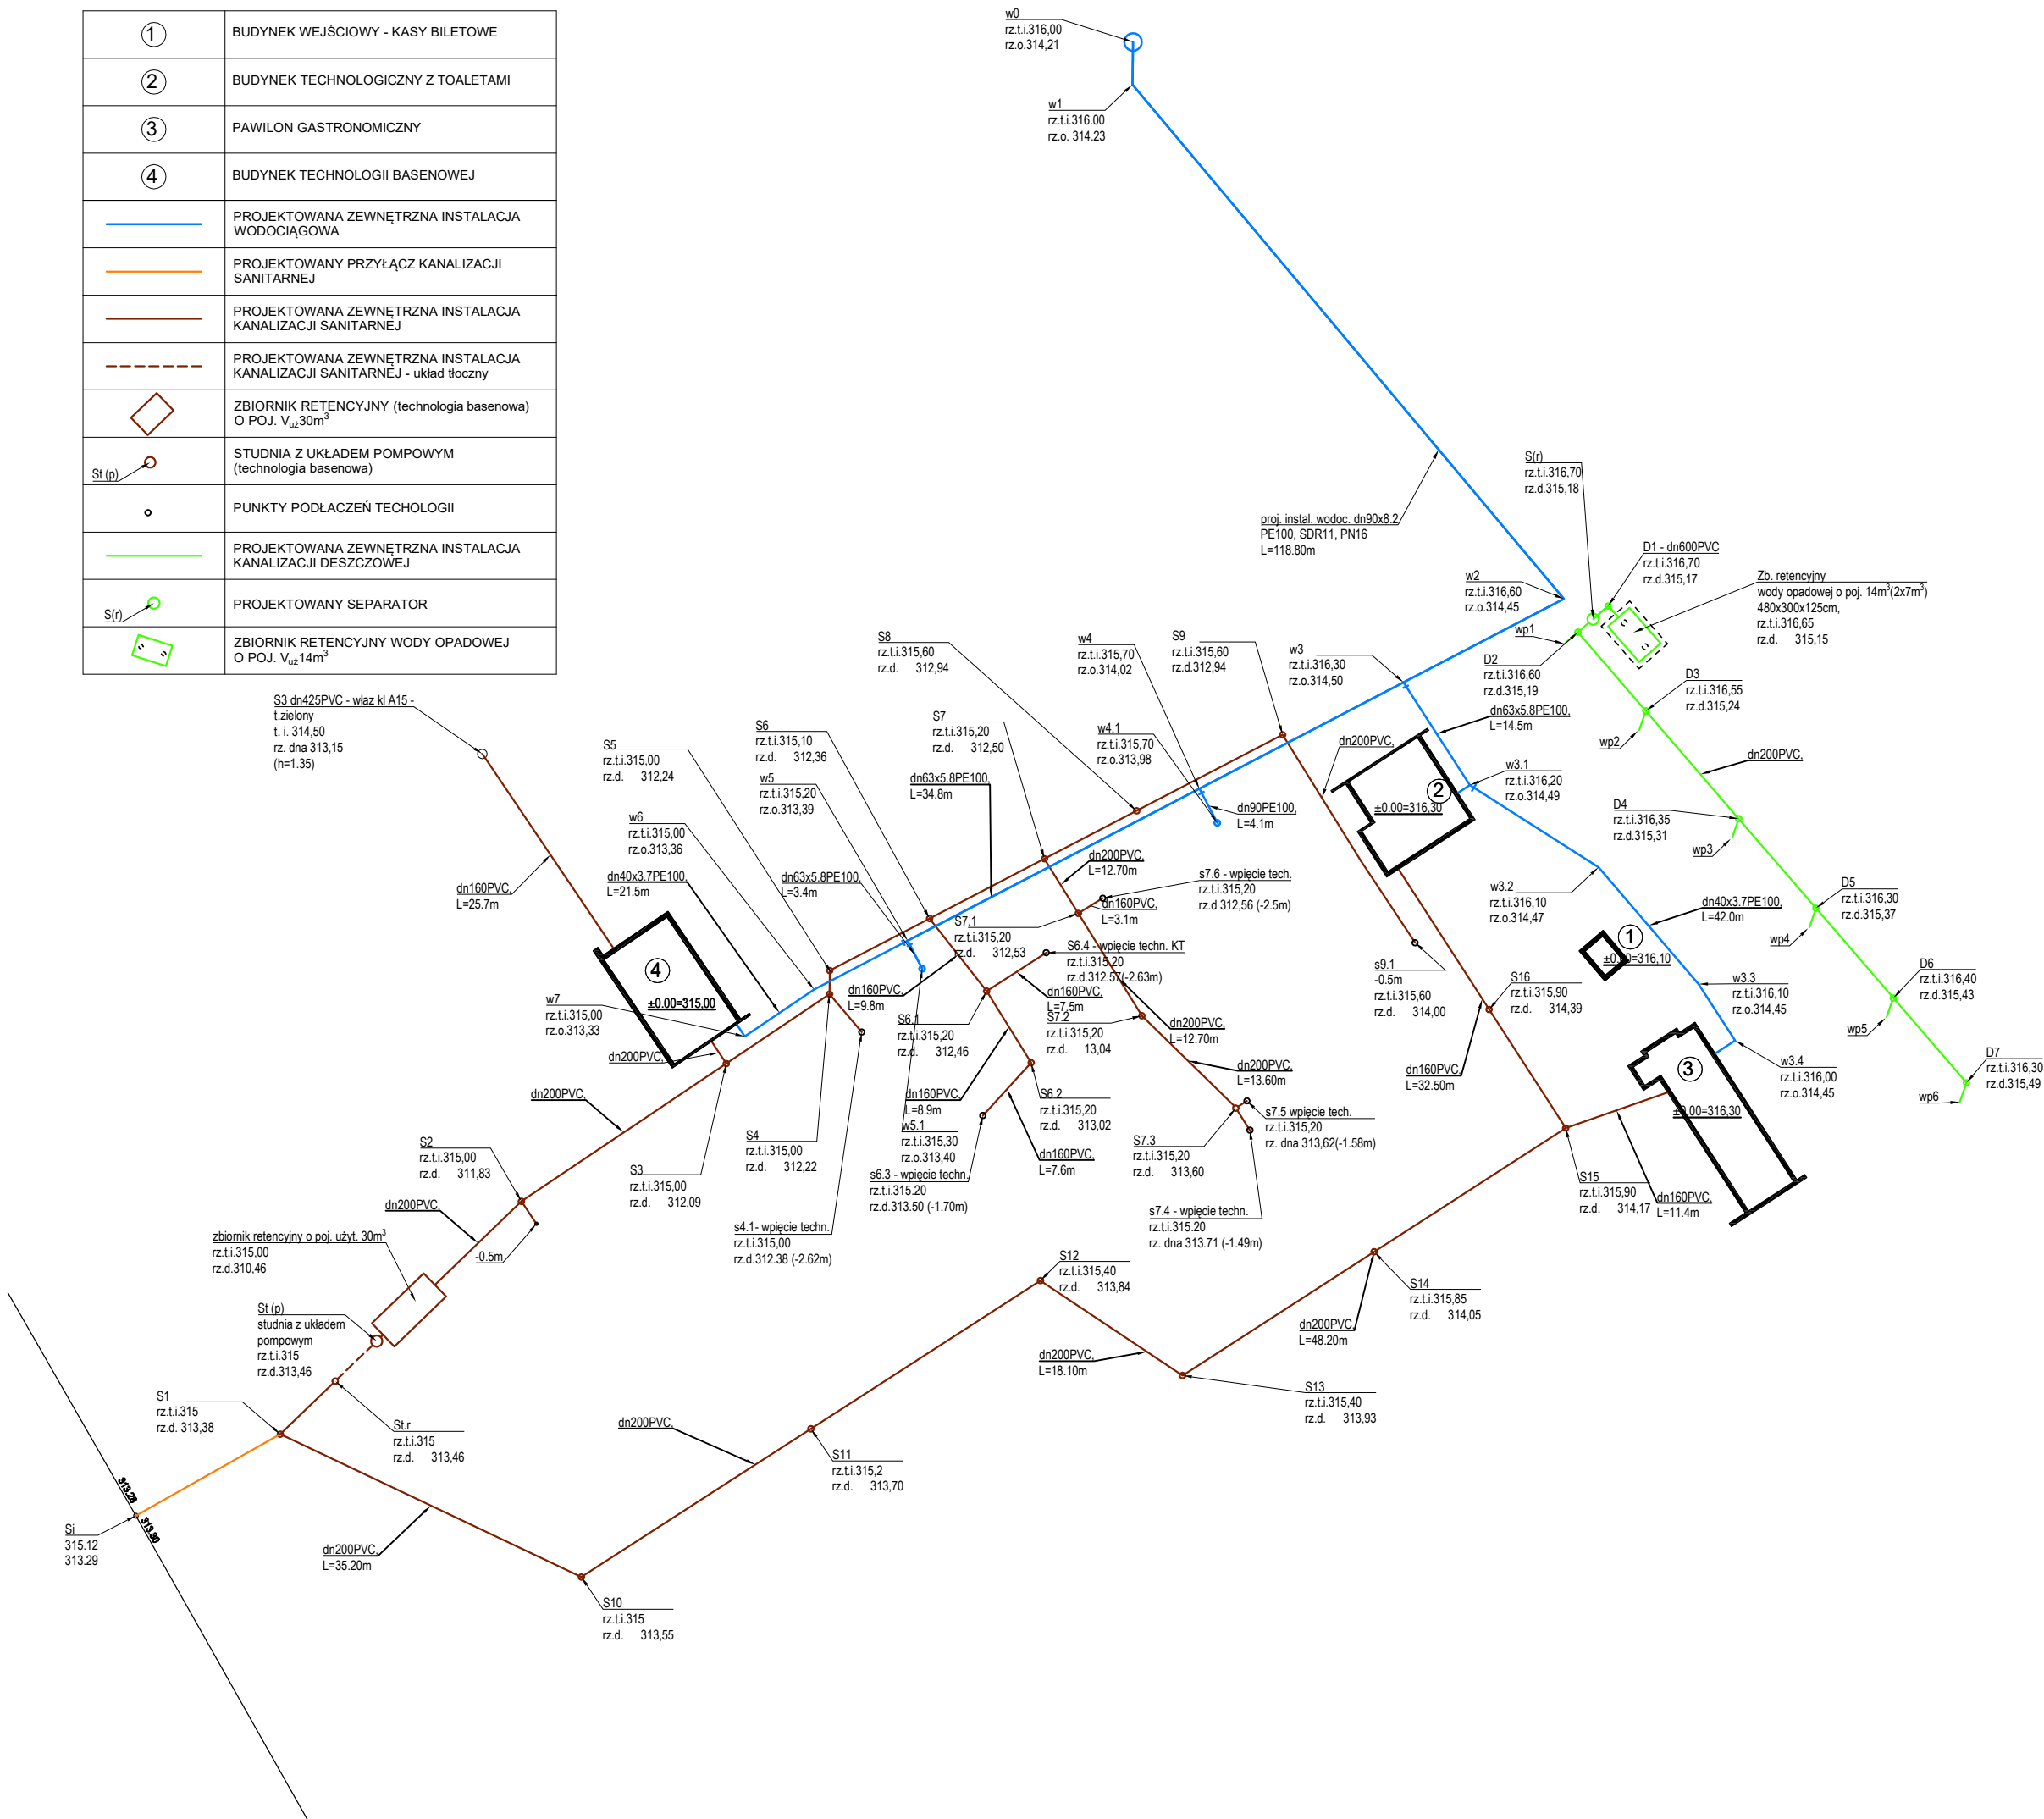 1
BUDYNEK WEJŚCIOWY - KASY BILETOWE
2
BUDYNEK TECHNOLOGICZNY Z TOALETAMI
3
PAWILON GASTRONOMICZNY
4
BUDYNEK TECHNOLOGII BASENOWEJ
PROJEKTOWANA ZEWNĘTRZNA INSTALACJA
WODOCIĄGOWA
PROJEKTOWANY PRZYŁĄCZ KANALIZACJI
SANITARNEJ
PROJEKTOWANA ZEWNĘTRZNA INSTALACJA
KANALIZACJI SANITARNEJ
PROJEKTOWANA ZEWNĘTRZNA INSTALACJA
KANALIZACJI SANITARNEJ - układ tłoczny
ZBIORNIK RETENCYJNY (technologia basenowa)
O POJ. Vuż30m³
St (p)
STUDNIA Z UKŁADEM POMPOWYM
(technologia basenowa)
PUNKTY PODŁACZEŃ TECHOLOGII
PROJEKTOWANA ZEWNĘTRZNA INSTALACJA
KANALIZACJI DESZCZOWEJ
S(r)
PROJEKTOWANY SEPARATOR
ZBIORNIK RETENCYJNY WODY OPADOWEJ
O POJ. Vuż14m³
w0
rz.t.i.316,00
rz.o.314,21
w1
rz.t.i.316.00
rz.o. 314.23
proj. instal. wodoc. dn90x8.2
PE100, SDR11, PN16
L=118.80m
S(r)
rz.t.i.316,70
rz.d.315,18
D1 - dn600PVC
rz.t.i.316,70
rz.d.315,17
Zb. retencyjny
wody opadowej o poj. 14m³(2x7m³)
480x300x125cm,
rz.t.i.316,65
rz.d. 315,15
w2
rz.t.i.316,60
rz.o.314,45
wp1
D2
rz.t.i.316,60
rz.d.315,19
D3
rz.t.i.316,55
rz.d.315,24
wp2
dn200PVC,
D4
rz.t.i.316,35
rz.d.315,31
wp3
D5
rz.t.i.316,30
rz.d.315,37
wp4
D6
rz.t.i.316,40
rz.d.315,43
wp5
D7
rz.t.i.316,30
rz.d.315,49
wp6
S8
rz.t.i.315,60
rz.d. 312,94
w4
rz.t.i.315,70
rz.o.314,02
S9
rz.t.i.315,60
rz.d.312,94
w3
rz.t.i.316,30
rz.o.314,50
dn63x5.8PE100,
L=14.5m
dn200PVC,
w3.1
rz.t.i.316,20
rz.o.314,49
2
±0.00=316,30
w3.2
rz.t.i.316,10
rz.o.314,47
dn40x3.7PE100,
L=42.0m
1
±0.00=316,10
w3.3
rz.t.i.316,10
rz.o.314,45
w3.4
rz.t.i.316,00
rz.o.314,45
3
±0.00=316,30
S3 dn425PVC - właz kl A15 -
t.zielony
t. i. 314,50
rz. dna 313,15
(h=1.35)
dn160PVC,
L=25.7m
S5
rz.t.i.315,00
rz.d. 312,24
S6
rz.t.i.315,10
rz.d. 312,36
S7
rz.t.i.315,20
rz.d. 312,50
w4.1
rz.t.i.315,70
rz.o.313,98
dn90PE100,
L=4.1m
w5
rz.t.i.315,20
rz.o.313,39
dn63x5.8PE100,
L=34.8m
w6
rz.t.i.315,00
rz.o.313,36
dn40x3.7PE100,
L=21.5m
dn63x5.8PE100,
L=3.4m
dn200PVC,
L=12.70m
s7.6 - wpięcie tech.
rz.t.i.315,20
rz.d 312,56 (-2.5m)
dn160PVC,
L=3.1m
S7.1
rz.t.i.315,20
rz.d. 312,53
S6.4 - wpięcie techn. KT
rz.t.i.315.20
rz.d.312.57(-2.63m)
4
±0.00=315.00
w7
rz.t.i.315,00
rz.o.313,33
dn200PVC,
dn160PVC,
L=9.8m
dn160PVC,
L=7,5m
S6.1
rz.t.i.315,20
rz.d. 312,46
S7.2
rz.t.i.315,20
rz.d. 13,04
dn200PVC,
L=12.70m
s9.1
-0.5m
rz.t.i.315,60
rz.d. 314,00
S16
rz.t.i.315,90
rz.d. 314,39
dn160PVC,
L=32.50m
dn200PVC,
L=13.60m
dn200PVC,
dn160PVC,
L=8.9m
S6.2
rz.t.i.315,20
rz.d. 313,02
s7.5 wpięcie tech.
rz.t.i.315,20
rz. dna 313,62(-1.58m)
w5.1
rz.t.i.315,30
rz.o.313,40
S7.3
rz.t.i.315,20
rz.d. 313,60
dn160PVC,
L=7.6m
S2
rz.t.i.315,00
rz.d. 311,83
S3
rz.t.i.315,00
rz.d. 312,09
S4
rz.t.i.315,00
rz.d. 312,22
s6.3 - wpięcie techn.
rz.t.i.315.20
rz.d.313.50 (-1.70m)
s7.4 - wpięcie techn.
rz.t.i.315.20
rz. dna 313.71 (-1.49m)
s4.1- wpięcie techn.
rz.t.i.315,00
rz.d.312.38 (-2.62m)
S15
rz.t.i.315,90
rz.d. 314,17
dn160PVC,
L=11.4m
dn200PVC,
zbiornik retencyjny o poj. użyt. 30m³
rz.t.i.315,00
rz.d.310,46
-0.5m
St (p)
studnia z układem
pompowym
rz.t.i.315
rz.d.313,46
S12
rz.t.i.315,40
rz.d. 313,84
S14
rz.t.i.315,85
rz.d. 314,05
dn200PVC,
L=48.20m
dn200PVC,
L=18.10m
S13
rz.t.i.315,40
rz.d. 313,93
S1
rz.t.i.315
rz.d. 313,38
St.r
rz.t.i.315
rz.d. 313,46
dn200PVC,
S11
rz.t.i.315,2
rz.d. 313,70
313.28
313.30
Si
315.12
313.29
dn200PVC,
L=35.20m
S10
rz.t.i.315
rz.d. 313,55